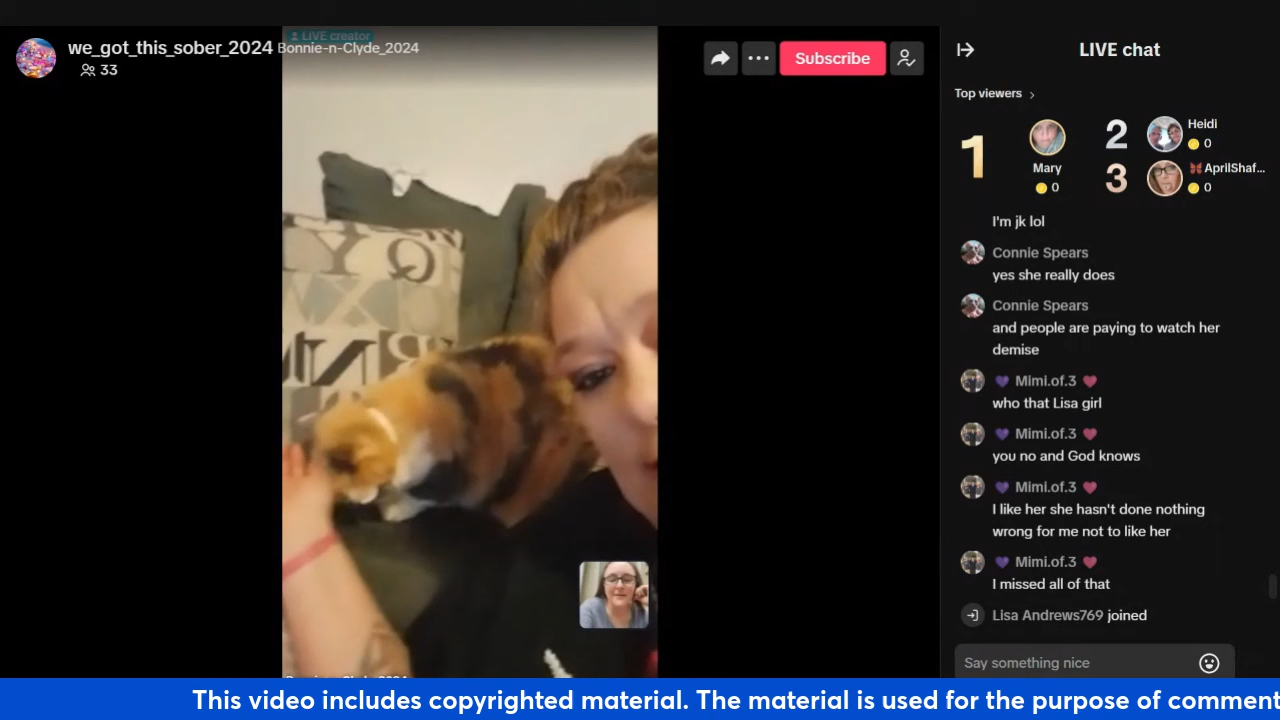 LIVE creator
we_got_this_sober_2024
Bonnie-n-Clyde_2024
33
Subscribe
LIVE chat
Top viewers
1
Mary
0
2
Heidi
0
3
AprilShaf...
0
I'm jk lol
Connie Spears
yes she really does
Connie Spears
and people are paying to watch her
demise
Mimi.of.3
who that Lisa girl
Mimi.of.3
you no and God knows
Mimi.of.3
I like her she hasn't done nothing
wrong for me not to like her
Mimi.of.3
I missed all of that
Lisa Andrews769 joined
Say something nice
Y Q
Bonnie-n-Clyde_2024
This video includes copyrighted material. The material is used for the purpose of comment